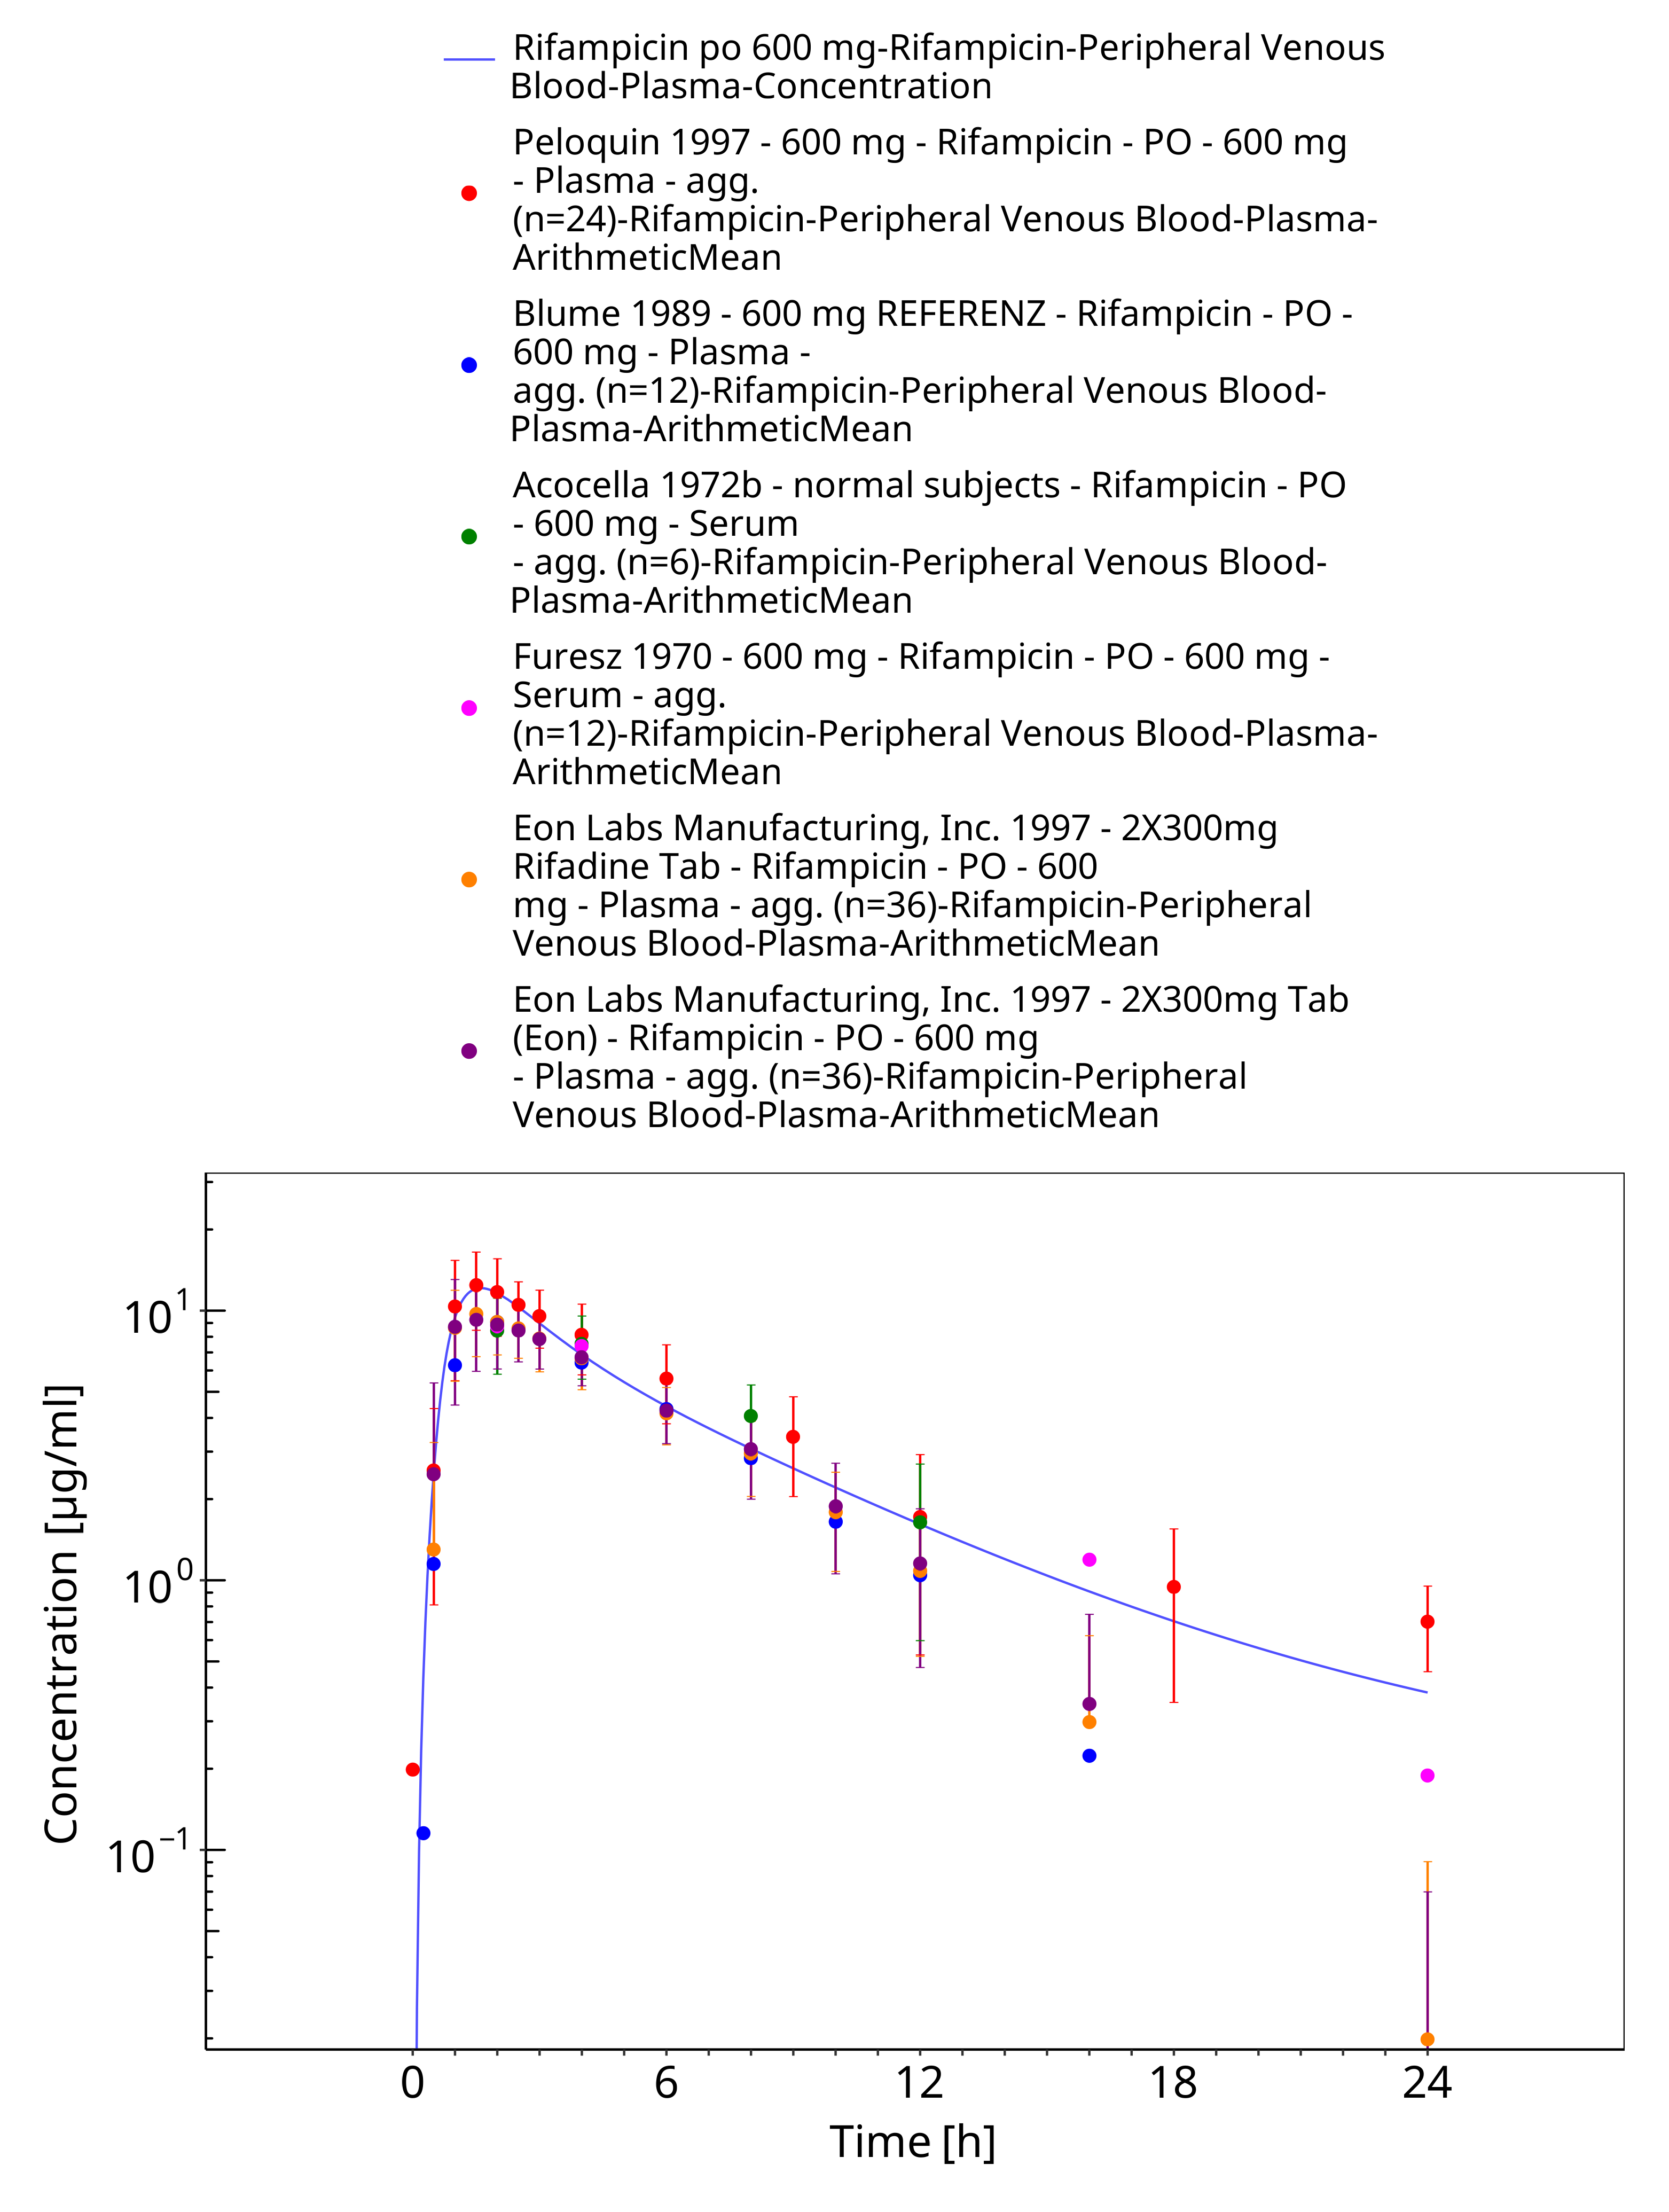 Rifampicin po 600 mg-Rifampicin-Peripheral Venous
Blood-Plasma-Concentration
Peloquin 1997 - 600 mg - Rifampicin - PO - 600 mg
- Plasma - agg.
(n=24)-Rifampicin-Peripheral Venous Blood-Plasma-
ArithmeticMean
Blume 1989 - 600 mg REFERENZ - Rifampicin - PO -
600 mg - Plasma -
agg. (n=12)-Rifampicin-Peripheral Venous Blood-
Plasma-ArithmeticMean
Acocella 1972b - normal subjects - Rifampicin - PO
- 600 mg - Serum
- agg. (n=6)-Rifampicin-Peripheral Venous Blood-
Plasma-ArithmeticMean
Furesz 1970 - 600 mg - Rifampicin - PO - 600 mg -
Serum - agg.
(n=12)-Rifampicin-Peripheral Venous Blood-Plasma-
ArithmeticMean
Eon Labs Manufacturing, Inc. 1997 - 2X300mg
Rifadine Tab - Rifampicin - PO - 600
mg - Plasma - agg. (n=36)-Rifampicin-Peripheral
Venous Blood-Plasma-ArithmeticMean
Eon Labs Manufacturing, Inc. 1997 - 2X300mg Tab
(Eon) - Rifampicin - PO - 600 mg
- Plasma - agg. (n=36)-Rifampicin-Peripheral
Venous Blood-Plasma-ArithmeticMean
Concentration [µg/ml]
10¹
10⁰
10⁻¹
0 6 12 18 24
Time [h]